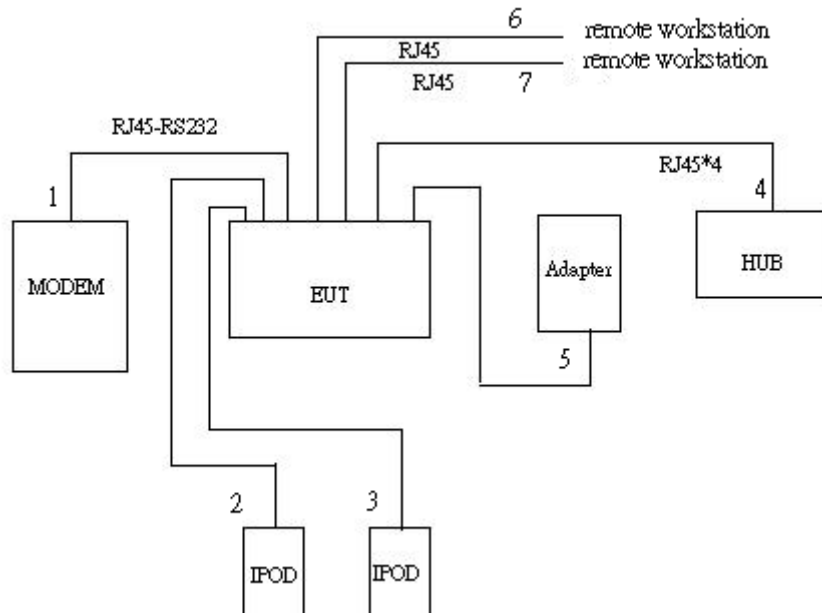 6
remote workstation
RJ45
remote workstation
RJ45
7
RJ45-RS232
RJ45*4
1
4
MODEM
EUT
Adapter
HUB
5
2
3
IPOD
IPOD